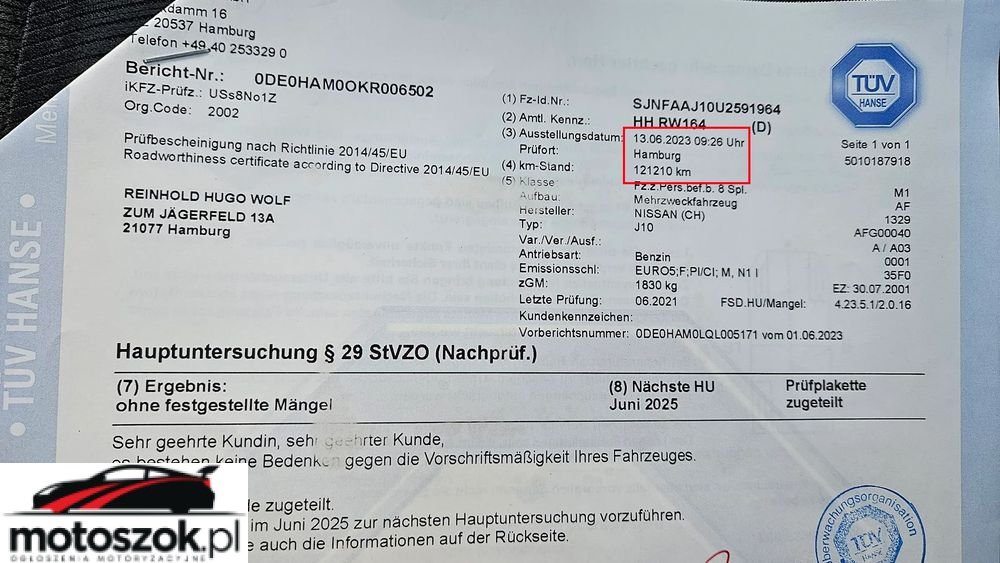 damm 16
20537 Hamburg
Telefon +49 40 253329 0
Bericht-Nr.: 0DE0HAM0OKR006502
iKFZ-Prüfz.: USs8No1Z
Org.Code: 2002
Prüfbescheinigung nach Richtlinie 2014/45/EU
Roadworthiness certificate according to Directive 2014/45/EU
REINHOLD HUGO WOLF
ZUM JÄGERFELD 13A
21077 Hamburg
(1) Fz-Id.Nr.: SJNFAAJ10U2591964
(2) Amtl. Kennz.: HH RW164 (D)
(3) Ausstellungsdatum: 13.06.2023 09:26 Uhr
Prüfort: Hamburg
(4) km-Stand: 121210 km
(5) Klasse: Fz.z.Pers.bef.b. 8 Spl. M1
Aufbau: Mehrzweckfahrzeug AF
Hersteller: NISSAN (CH) 1329
Typ: J10 AFG00040
Var./Ver./Ausf.: A / A03
Antriebsart: Benzin 0001
Emissionsschl.: EURO5;F;PI/CI; M, N1 I 35F0
zGM: 1830 kg EZ: 30.07.2001
Letzte Prüfung: 06.2021 FSD.HU/Mangel: 4.23.5.1/2.0.16
Kundenkennzeichen:
Vorberichtsnummer: 0DE0HAM0LQL005171 vom 01.06.2023
TÜV
HANSE
Seite 1 von 1
5010187918
Hauptuntersuchung § 29 StVZO (Nachprüf.)
(7) Ergebnis: (8) Nächste HU Prüfplakette
ohne festgestellte Mängel Juni 2025 zugeteilt
Sehr geehrte Kundin, sehr geehrter Kunde,
es bestehen keine Bedenken gegen die Vorschriftsmäßigkeit Ihres Fahrzeuges.
de zugeteilt.
im Juni 2025 zur nächsten Hauptuntersuchung vorzuführen.
e auch die Informationen auf der Rückseite.
TÜV HANSE
motoszok.pl
OGŁOSZENIA MOTORYZACYJNE
berwachungsorganisation
TÜV
HANSE